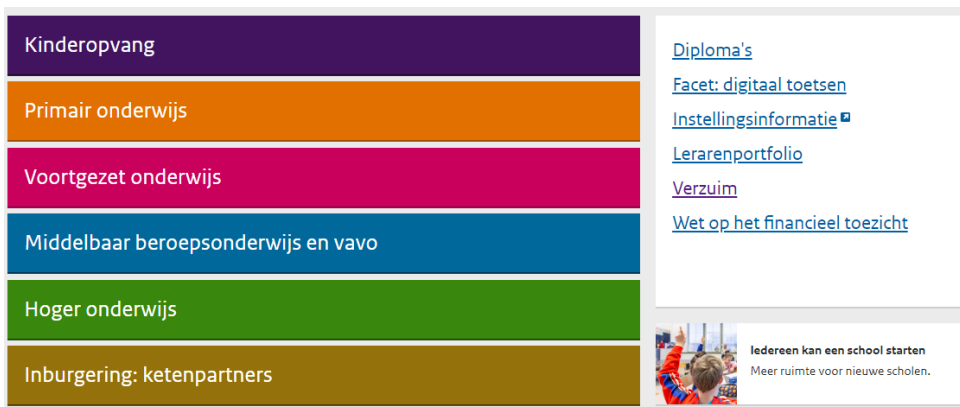 Kinderopvang
Primair onderwijs
Voortgezet onderwijs
Middelbaar beroepsonderwijs en vavo
Hoger onderwijs
Inburgering: ketenpartners
Diploma's
Facet: digitaal toetsen
Instellingsinformatie
Lerarenportfolio
Verzuim
Wet op het financieel toezicht
Iedereen kan een school starten
Meer ruimte voor nieuwe scholen.